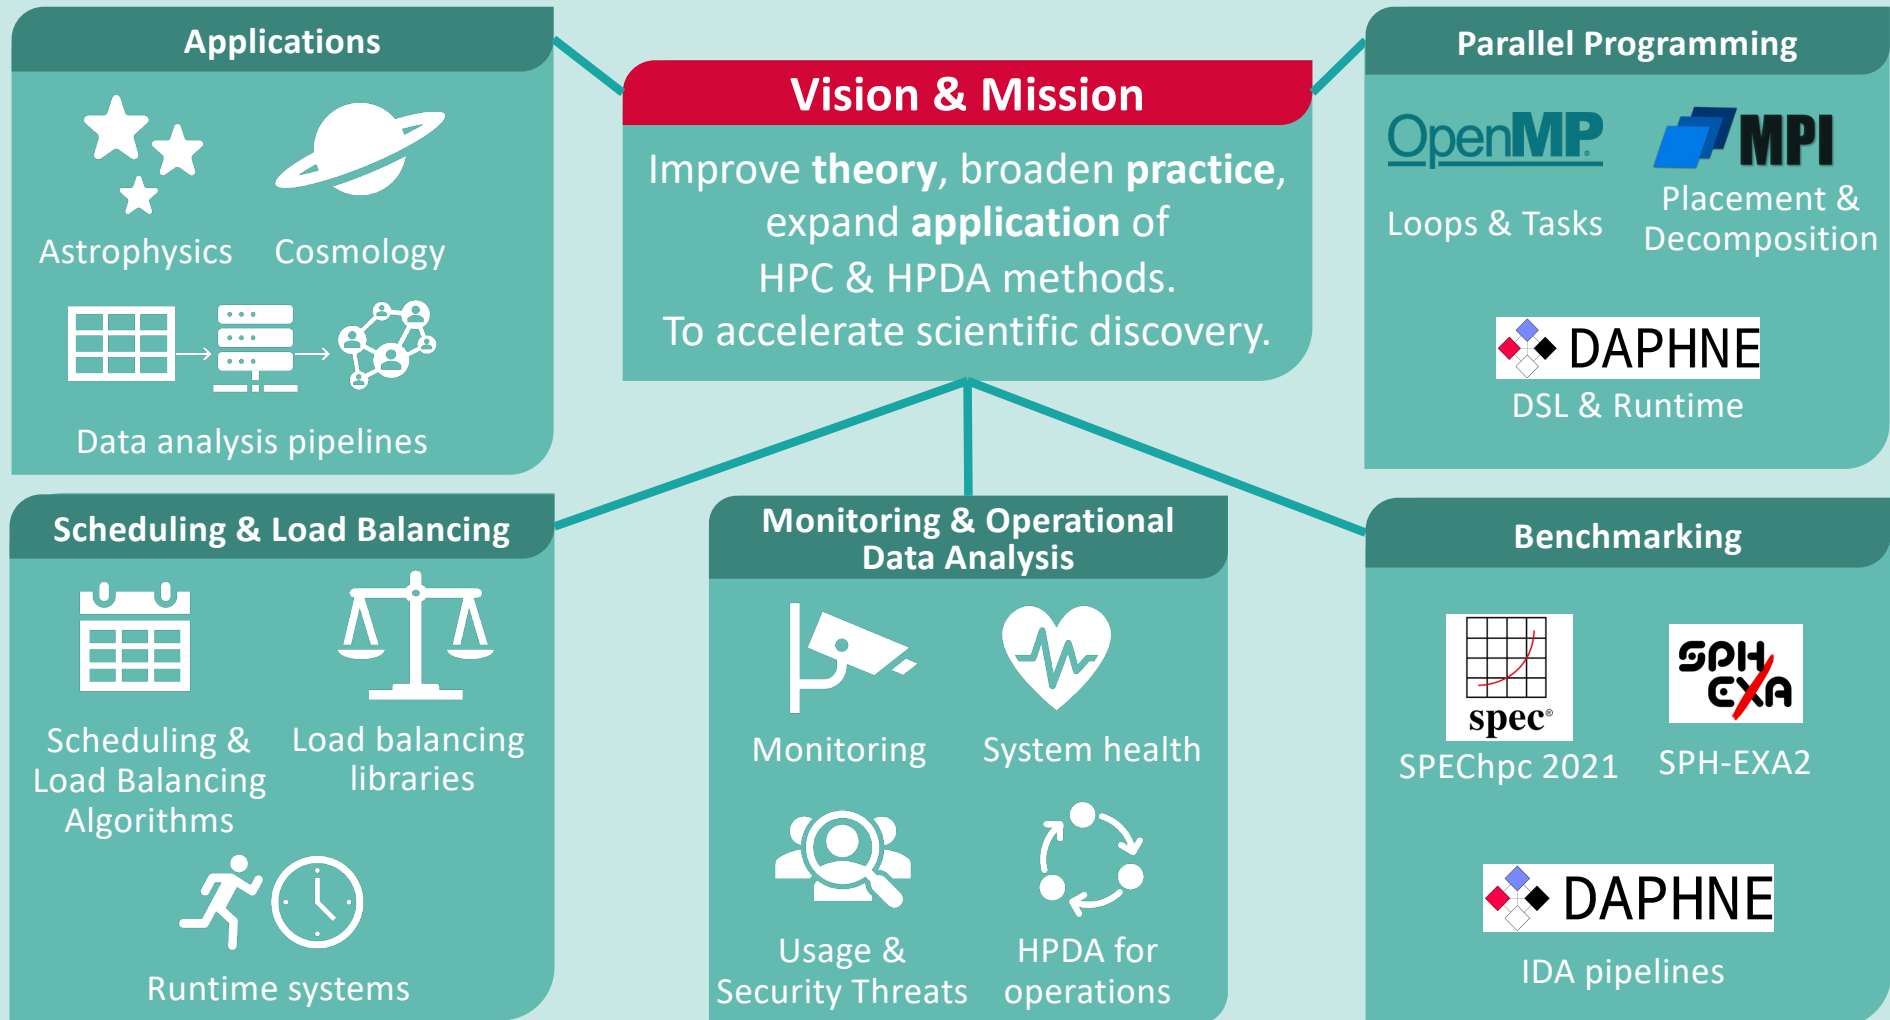 Applications
Astrophysics
Cosmology
Data analysis pipelines
Vision & Mission
Improve theory, broaden practice,
expand application of
HPC & HPDA methods.
To accelerate scientific discovery.
Parallel Programming
OpenMP®
MPI
Loops & Tasks
Placement &
Decomposition
DAPHNE
DSL & Runtime
Scheduling & Load Balancing
Scheduling &
Load Balancing
Algorithms
Load balancing
libraries
Runtime systems
Monitoring & Operational
Data Analysis
Monitoring
System health
Usage &
Security Threats
HPDA for
operations
Benchmarking
spec®
SPEChpc 2021
SPH
EXA
SPH-EXA2
DAPHNE
IDA pipelines